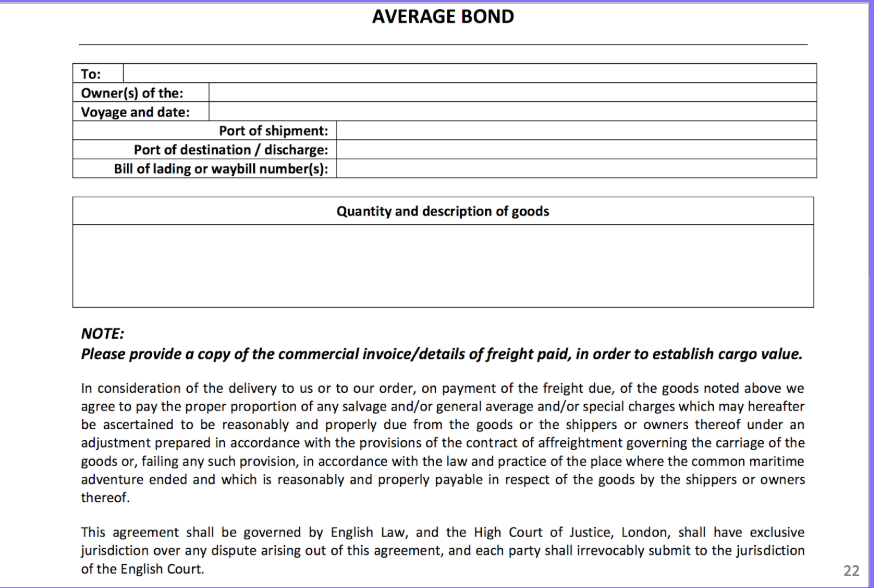 AVERAGE BOND
To:
Owner(s) of the:
Voyage and date:
Port of shipment:
Port of destination / discharge:
Bill of lading or waybill number(s):
Quantity and description of goods
NOTE:
Please provide a copy of the commercial invoice/details of freight paid, in order to establish cargo value.
In consideration of the delivery to us or to our order, on payment of the freight due, of the goods noted above we
agree to pay the proper proportion of any salvage and/or general average and/or special charges which may hereafter
be ascertained to be reasonably and properly due from the goods or the shippers or owners thereof under an
adjustment prepared in accordance with the provisions of the contract of affreightment governing the carriage of the
goods or, failing any such provision, in accordance with the law and practice of the place where the common maritime
adventure ended and which is reasonably and properly payable in respect of the goods by the shippers or owners
thereof.
This agreement shall be governed by English Law, and the High Court of Justice, London, shall have exclusive
jurisdiction over any dispute arising out of this agreement, and each party shall irrevocably submit to the jurisdiction
of the English Court.
22